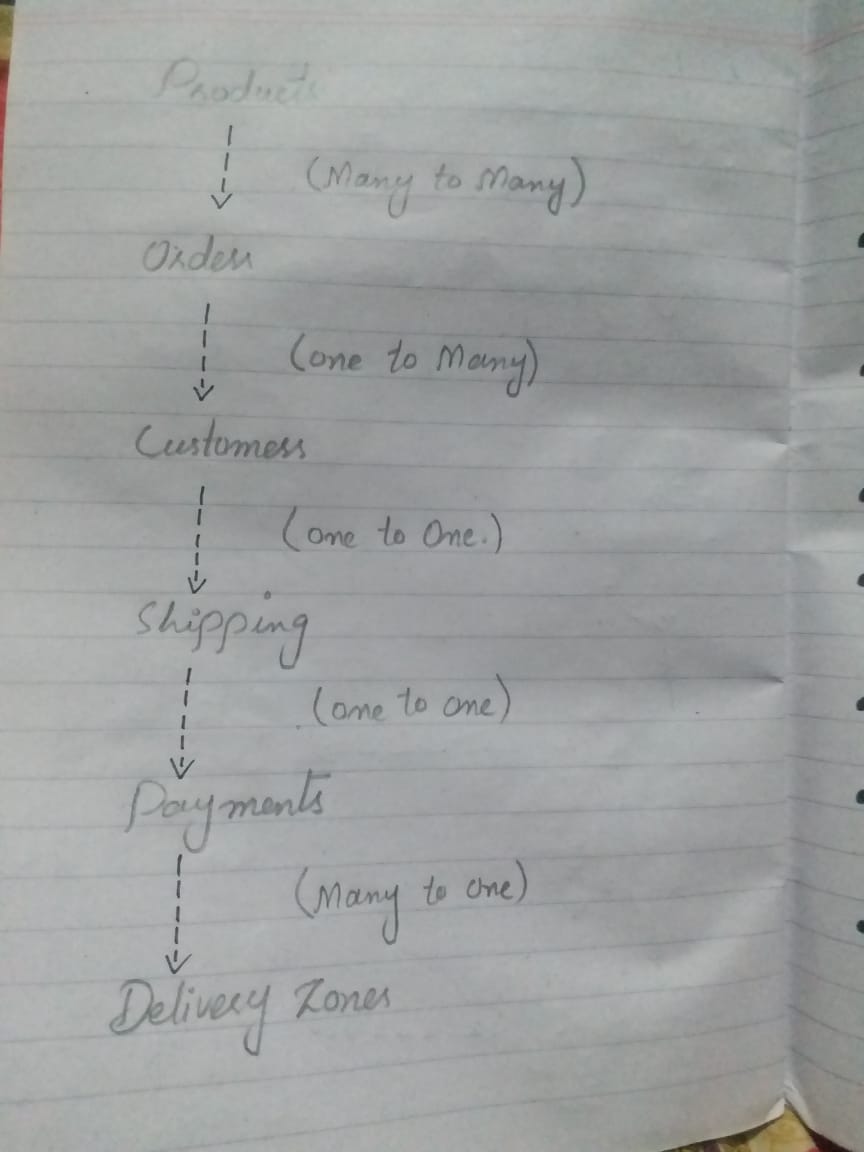 Products
(Many to Many)
Orders
(one to Many)
Customers
(one to One.)
Shipping
(one to one)
Payments
(Many to one)
Delivery Zones